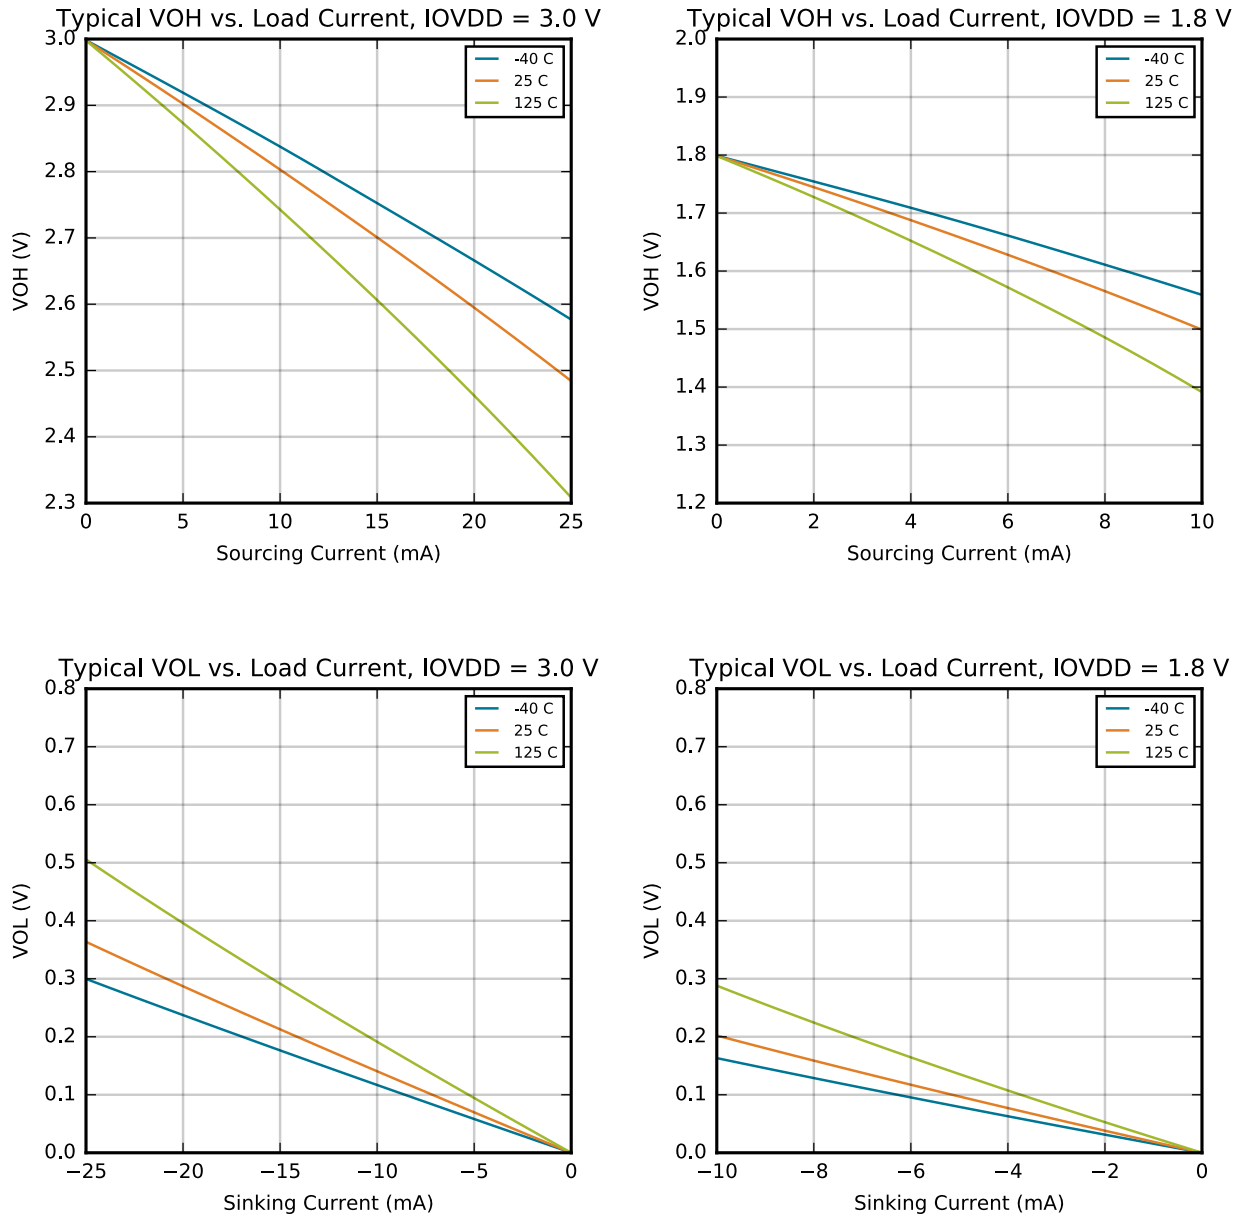 Typical VOH vs. Load Current, IOVDD = 3.0 V
3.0
2.9
2.8
2.7
2.6
2.5
2.4
2.3
VOH (V)
-40 C
25 C
125 C
0 5 10 15 20 25
Sourcing Current (mA)
Typical VOH vs. Load Current, IOVDD = 1.8 V
2.0
1.9
1.8
1.7
1.6
1.5
1.4
1.3
1.2
VOH (V)
-40 C
25 C
125 C
0 2 4 6 8 10
Sourcing Current (mA)
Typical VOL vs. Load Current, IOVDD = 3.0 V
0.8
0.7
0.6
0.5
0.4
0.3
0.2
0.1
0.0
VOL (V)
-40 C
25 C
125 C
−25 −20 −15 −10 −5 0
Sinking Current (mA)
Typical VOL vs. Load Current, IOVDD = 1.8 V
0.8
0.7
0.6
0.5
0.4
0.3
0.2
0.1
0.0
VOL (V)
-40 C
25 C
125 C
−10 −8 −6 −4 −2 0
Sinking Current (mA)